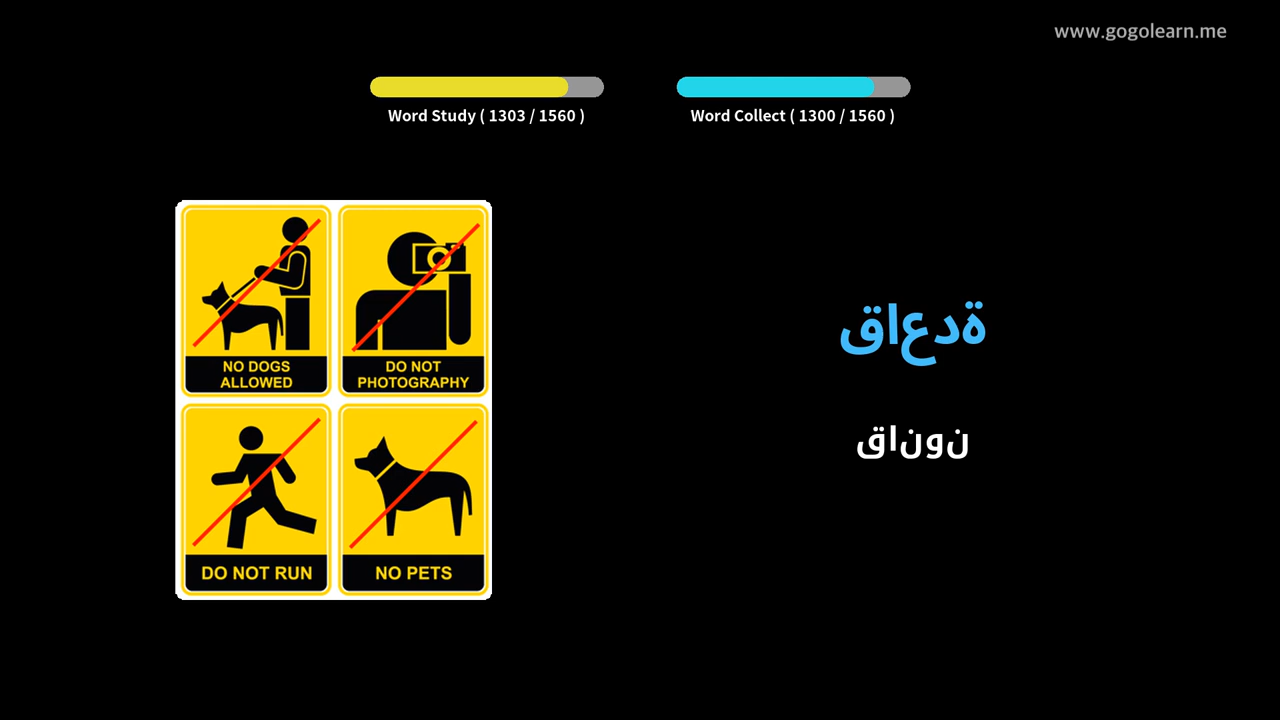 www.gogolearn.me
Word Study ( 1303 / 1560 )
Word Collect ( 1300 / 1560 )
NO DOGS
ALLOWED
DO NOT
PHOTOGRAPHY
DO NOT RUN
NO PETS
قاعدة
قانون